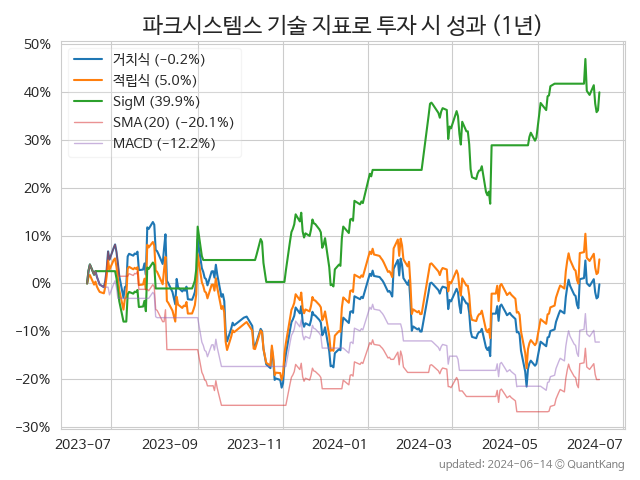 파크시스템스 기술 지표로 투자 시 성과 (1년)
50%
40%
30%
20%
10%
0%
−10%
−20%
−30%
거치식 (−0.2%)
적립식 (5.0%)
SigM (39.9%)
SMA(20) (−20.1%)
MACD (−12.2%)
2023-07 2023-09 2023-11 2024-01 2024-03 2024-05 2024-07
updated: 2024-06-14 © QuantKang